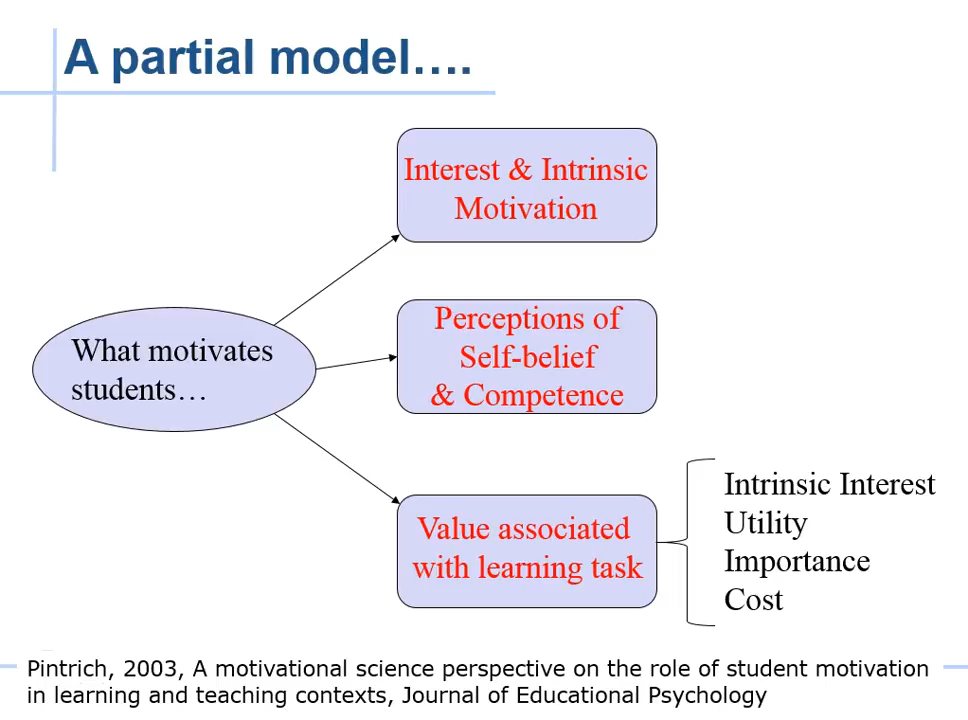 A partial model….
Interest & Intrinsic
Motivation
What motivates
students…
Perceptions of
Self-belief
& Competence
Value associated
with learning task
Intrinsic Interest
Utility
Importance
Cost
Pintrich, 2003, A motivational science perspective on the role of student motivation
in learning and teaching contexts, Journal of Educational Psychology